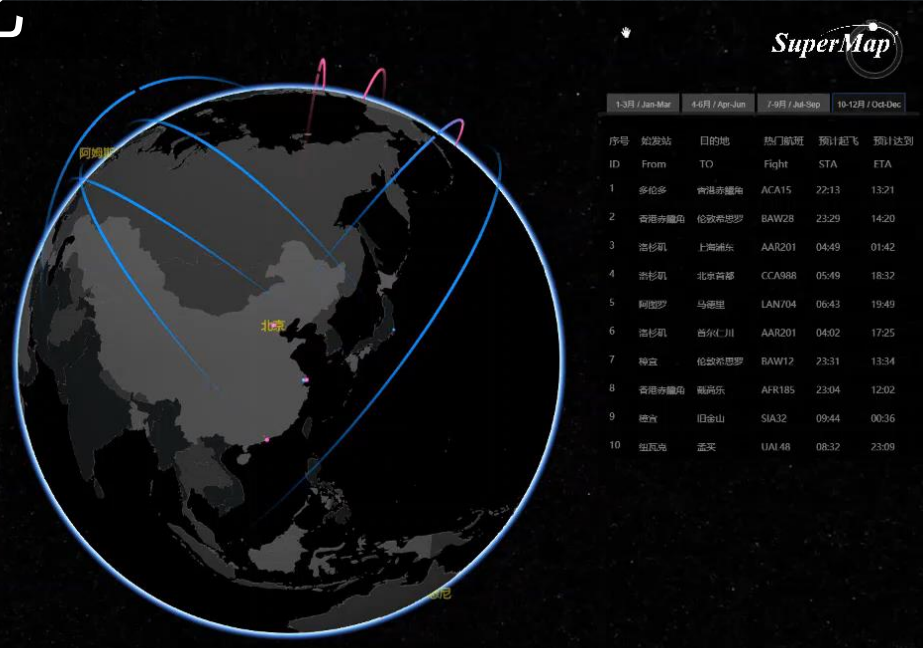 SuperMap
1-3月 / Jan-Mar 4-6月 / Apr-Jun 7-9月 / Jul-Sep 10-12月 / Oct-Dec
序号 始发站 目的地 热门航班 预计起飞 预计达到
ID From TO Fight STA ETA
1 多伦多 香港赤鱲角 ACA15 22:13 13:21
2 香港赤鱲角 伦敦希思罗 BAW28 23:29 14:20
3 洛杉矶 上海浦东 AAR201 04:49 01:42
4 洛杉矶 北京首都 CCA988 05:49 18:32
5 阿图罗 马德里 LAN704 06:43 19:49
6 洛杉矶 首尔仁川 AAR201 04:02 17:25
7 樟宜 伦敦希思罗 BAW12 23:31 13:34
8 香港赤鱲角 戴高乐 AFR185 23:04 12:02
9 樟宜 旧金山 SIA32 09:44 00:36
10 纽瓦克 孟买 UAL48 08:32 23:09
阿姆斯
北京
尼